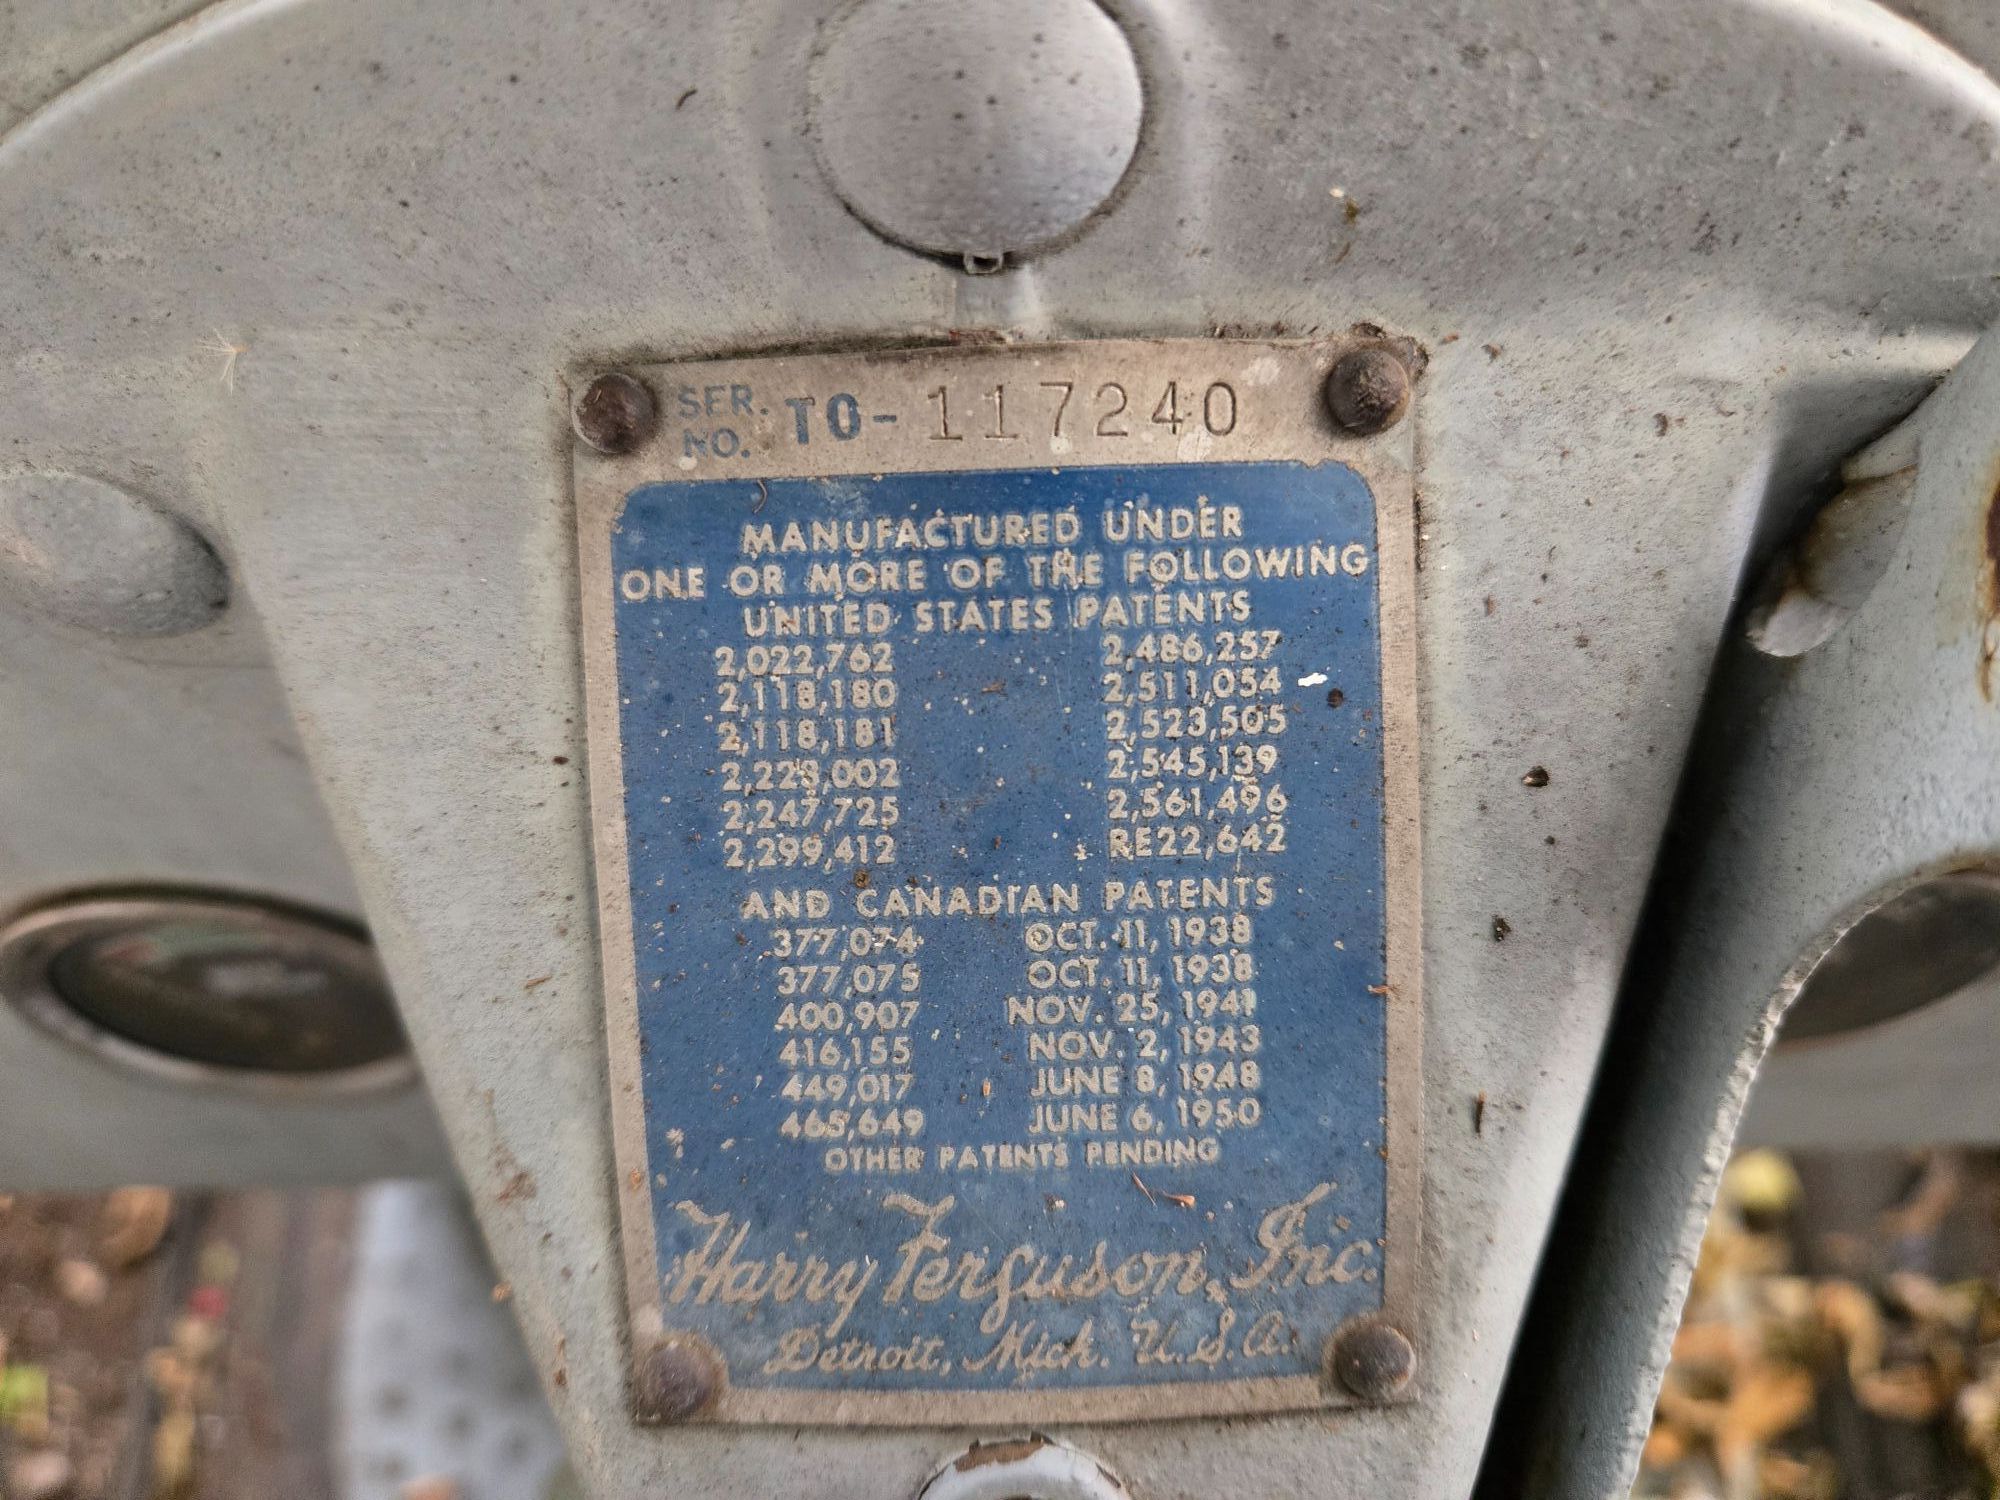 SER. NO. TO-117240
MANUFACTURED UNDER
ONE OR MORE OF THE FOLLOWING
UNITED STATES PATENTS
2,022,762 2,486,257
2,118,180 2,511,054
2,118,181 2,523,505
2,223,002 2,545,139
2,247,725 2,561,496
2,299,412 RE22,642
AND CANADIAN PATENTS
377,074 OCT. 11, 1938
377,075 OCT. 11, 1938
400,907 NOV. 25, 1941
416,155 NOV. 2, 1943
449,017 JUNE 8, 1948
465,649 JUNE 6, 1950
OTHER PATENTS PENDING
Harry Ferguson, Inc.
Detroit, Mich. U.S.A.